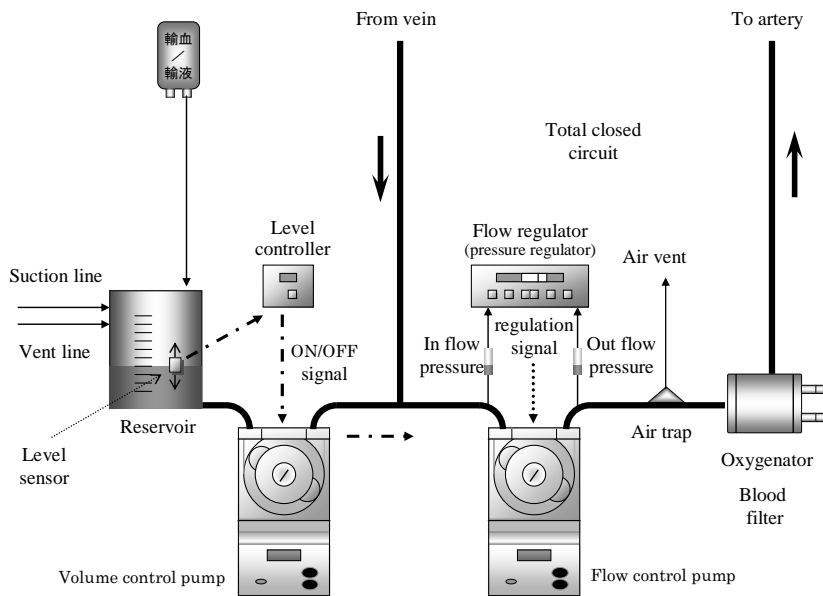 輸血
／
輸液
From vein
To artery
Total closed
circuit
Level
controller
Flow regulator
(pressure regulator)
Air vent
Suction line
Vent line
ON/OFF
signal
In flow
pressure
regulation
signal
Out flow
pressure
Reservoir
Level
sensor
Air trap
Oxygenator
Blood
filter
Volume control pump
Flow control pump